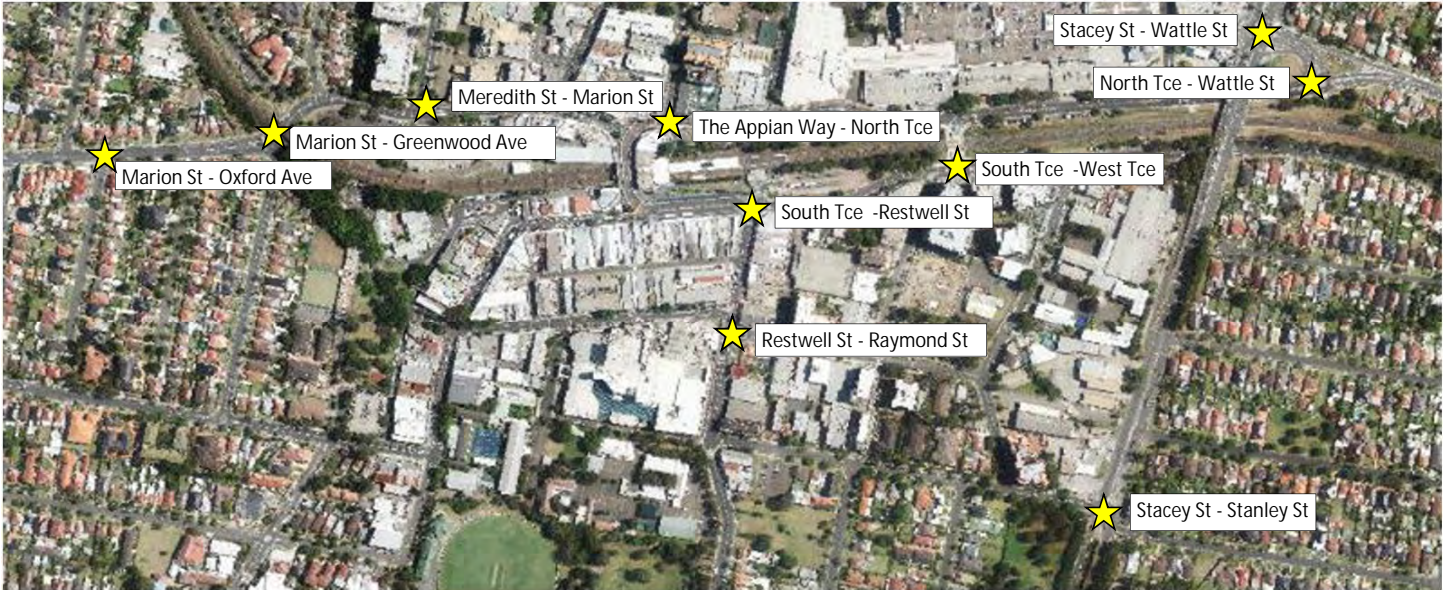 Stacey St - Wattle St
North Tce - Wattle St
Meredith St - Marion St
The Appian Way - North Tce
Marion St - Greenwood Ave
Marion St - Oxford Ave
South Tce -West Tce
South Tce -Restwell St
Restwell St - Raymond St
Stacey St - Stanley St